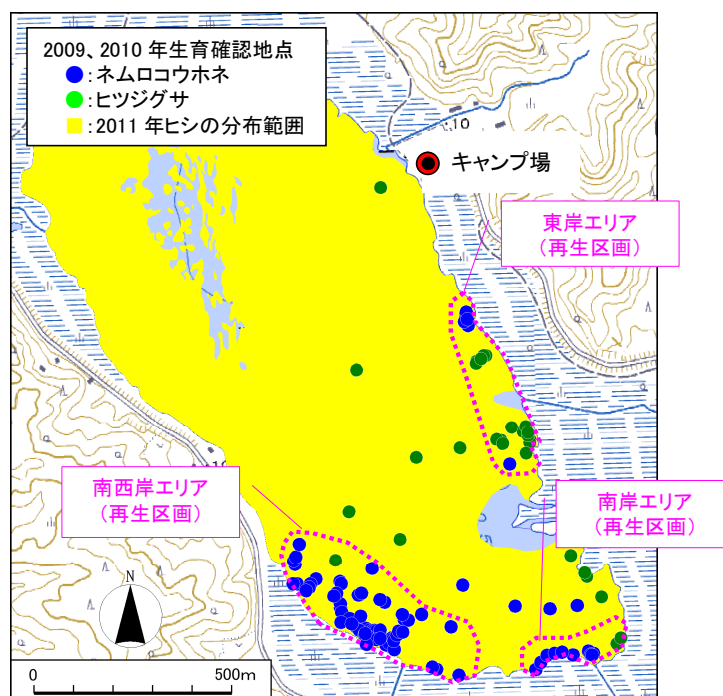 2009、2010 年生育確認地点
:ネムロコウホネ
:ヒツジグサ
:2011 年ヒシの分布範囲
10
キャンプ場
東岸エリア
(再生区画)
南西岸エリア
(再生区画)
南岸エリア
(再生区画)
N
0 500m